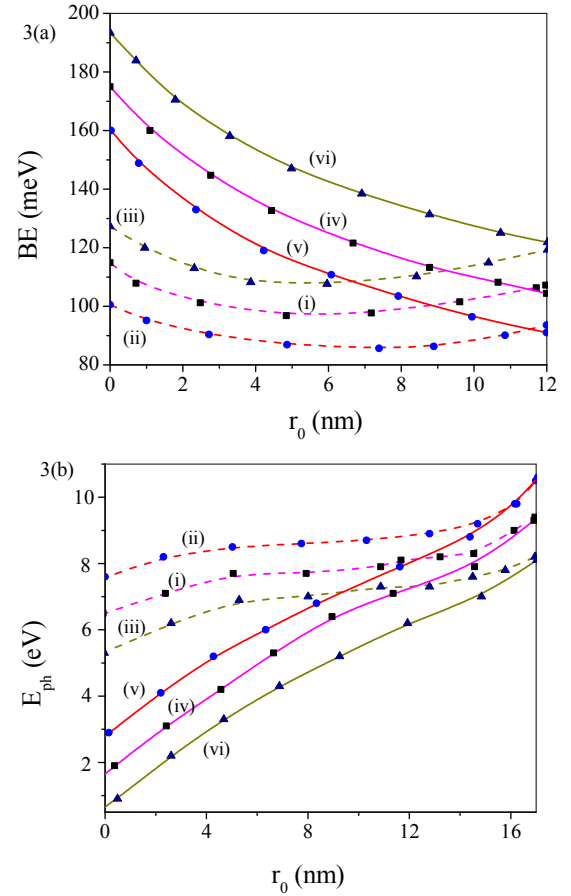 3(a)
200
180
160
140
120
100
80
BE (meV)
(vi)
(iv)
(iii)
(v)
(i)
(ii)
0 2 4 6 8 10 12
r₀ (nm)
3(b)
10
8
6
4
2
E_ph (eV)
(ii)
(i)
(iii)
(v)
(iv)
(vi)
0 4 8 12 16
r₀ (nm)